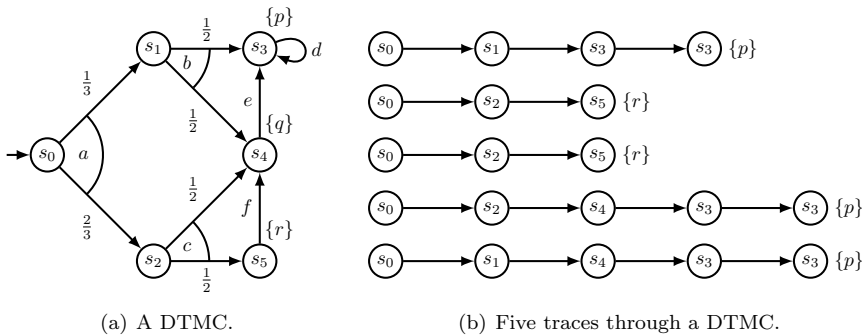 {p}
1/2
s1
b
s3
d
1/3
1/2
e
{q}
s0
a
s4
2/3
1/2
f
{r}
s2
c
s5
1/2
(a) A DTMC.
s0 s1 s3 s3 {p}
s0 s2 s5 {r}
s0 s2 s5 {r}
s0 s2 s4 s3 s3 {p}
s0 s1 s4 s3 s3 {p}
(b) Five traces through a DTMC.